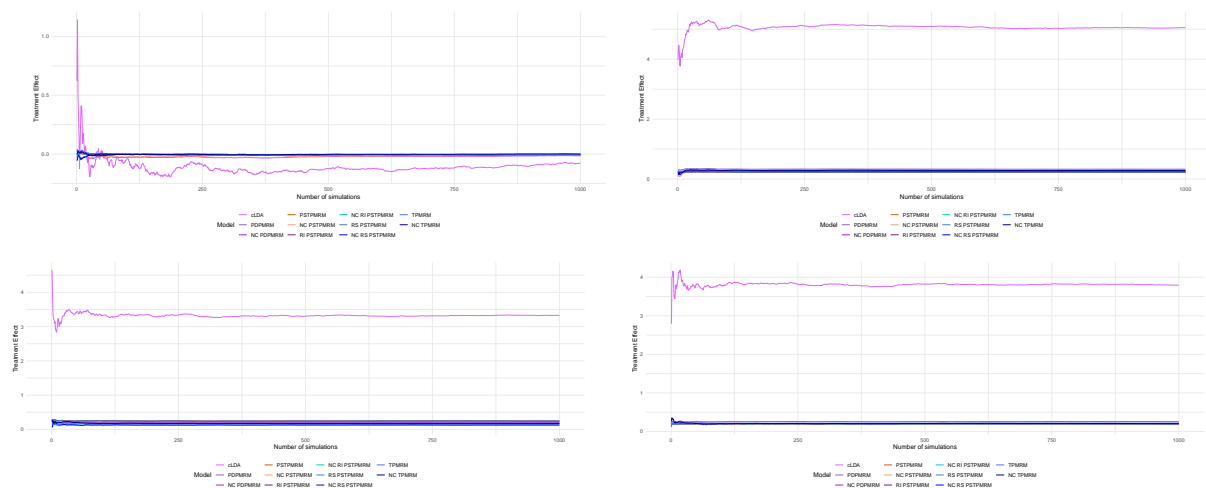 1.0
0.5
0.0
Treatment Effect
0
250
500
750
1000
Number of simulations
Model
cLDA
PSTPMRM
NC RI PSTPMRM
TPMRM
PDPMRM
NC PSTPMRM
RS PSTPMRM
NC TPMRM
NC PDPMRM
RI PSTPMRM
NC RS PSTPMRM
4
2
0
Treatment Effect
0
250
500
750
1000
Number of simulations
Model
cLDA
PSTPMRM
NC RI PSTPMRM
TPMRM
PDPMRM
NC PSTPMRM
RS PSTPMRM
NC TPMRM
NC PDPMRM
RI PSTPMRM
NC RS PSTPMRM
4
3
2
1
0
Treatment Effect
0
250
500
750
1000
Number of simulations
Model
cLDA
PSTPMRM
NC RI PSTPMRM
TPMRM
PDPMRM
NC PSTPMRM
RS PSTPMRM
NC TPMRM
NC PDPMRM
RI PSTPMRM
NC RS PSTPMRM
4
3
2
1
0
Treatment Effect
0
250
500
750
1000
Number of simulations
Model
cLDA
PSTPMRM
NC RI PSTPMRM
TPMRM
PDPMRM
NC PSTPMRM
RS PSTPMRM
NC TPMRM
NC PDPMRM
RI PSTPMRM
NC RS PSTPMRM